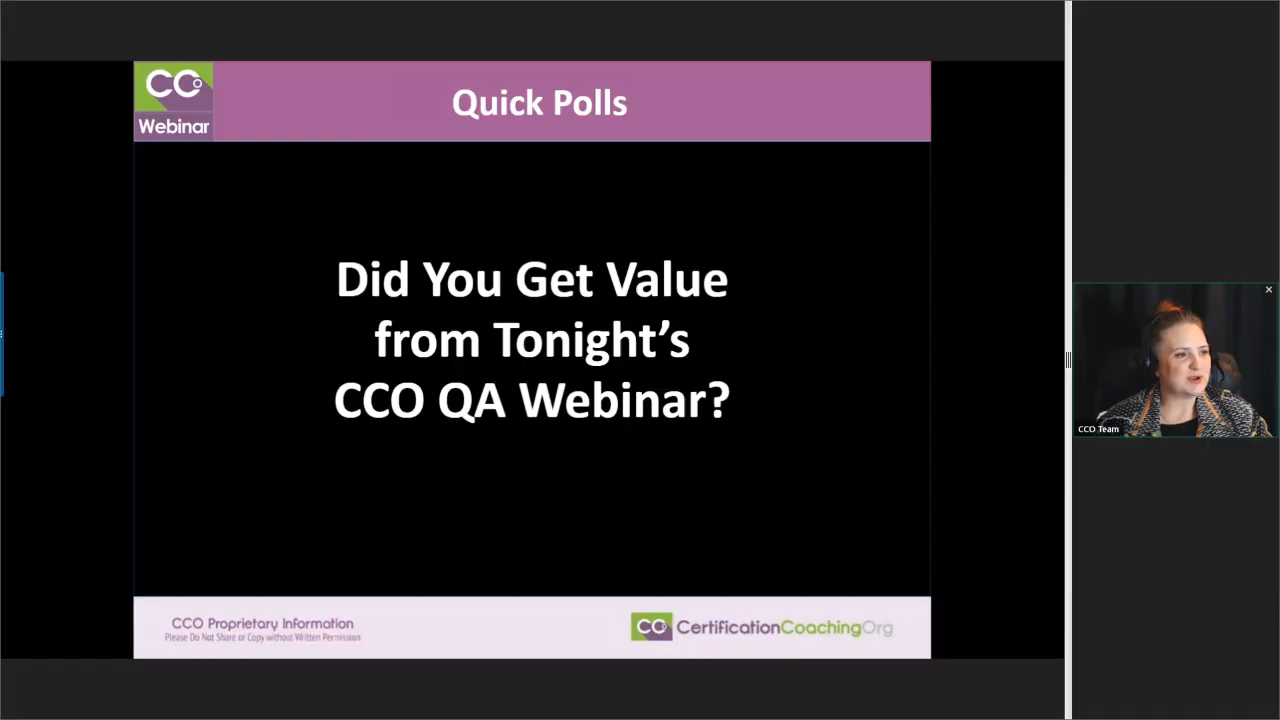 CCO
Webinar
Quick Polls
Did You Get Value
from Tonight’s
CCO QA Webinar?
CCO Proprietary Information
Please Do Not Share or Copy without Written Permission
CCO CertificationCoachingOrg
CCO Team